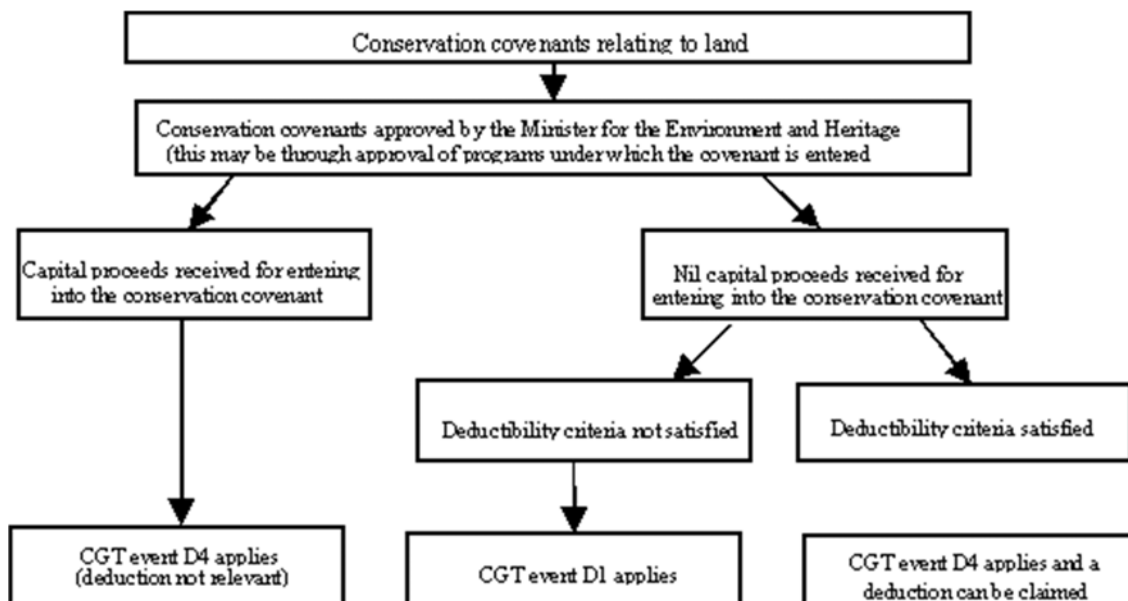 Conservation covenants relating to land
Conservation covenants approved by the Minister for the Environment and Heritage
(this may be through approval of programs under which the covenant is entered
Capital proceeds received for entering
into the conservation covenant
Nil capital proceeds received for
entering into the conservation covenant
Deductibility criteria not satisfied
Deductibility criteria satisfied
CGT event D4 applies
(deduction not relevant)
CGT event D1 applies
CGT event D4 applies and a
deduction can be claimed